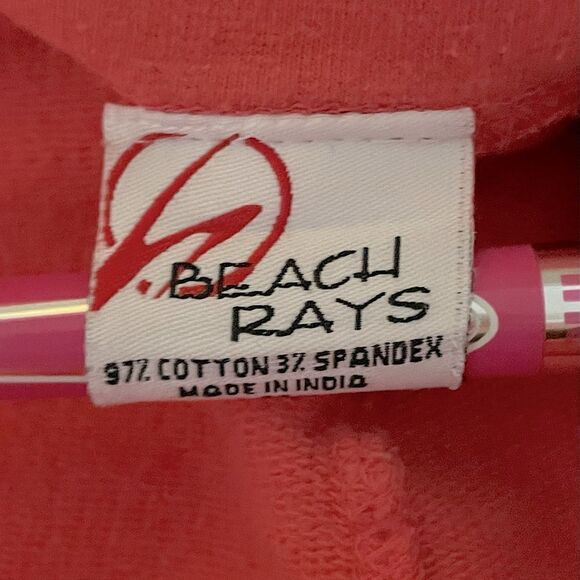 BEACH
RAYS
97% COTTON 3% SPANDEX
MADE IN INDIA